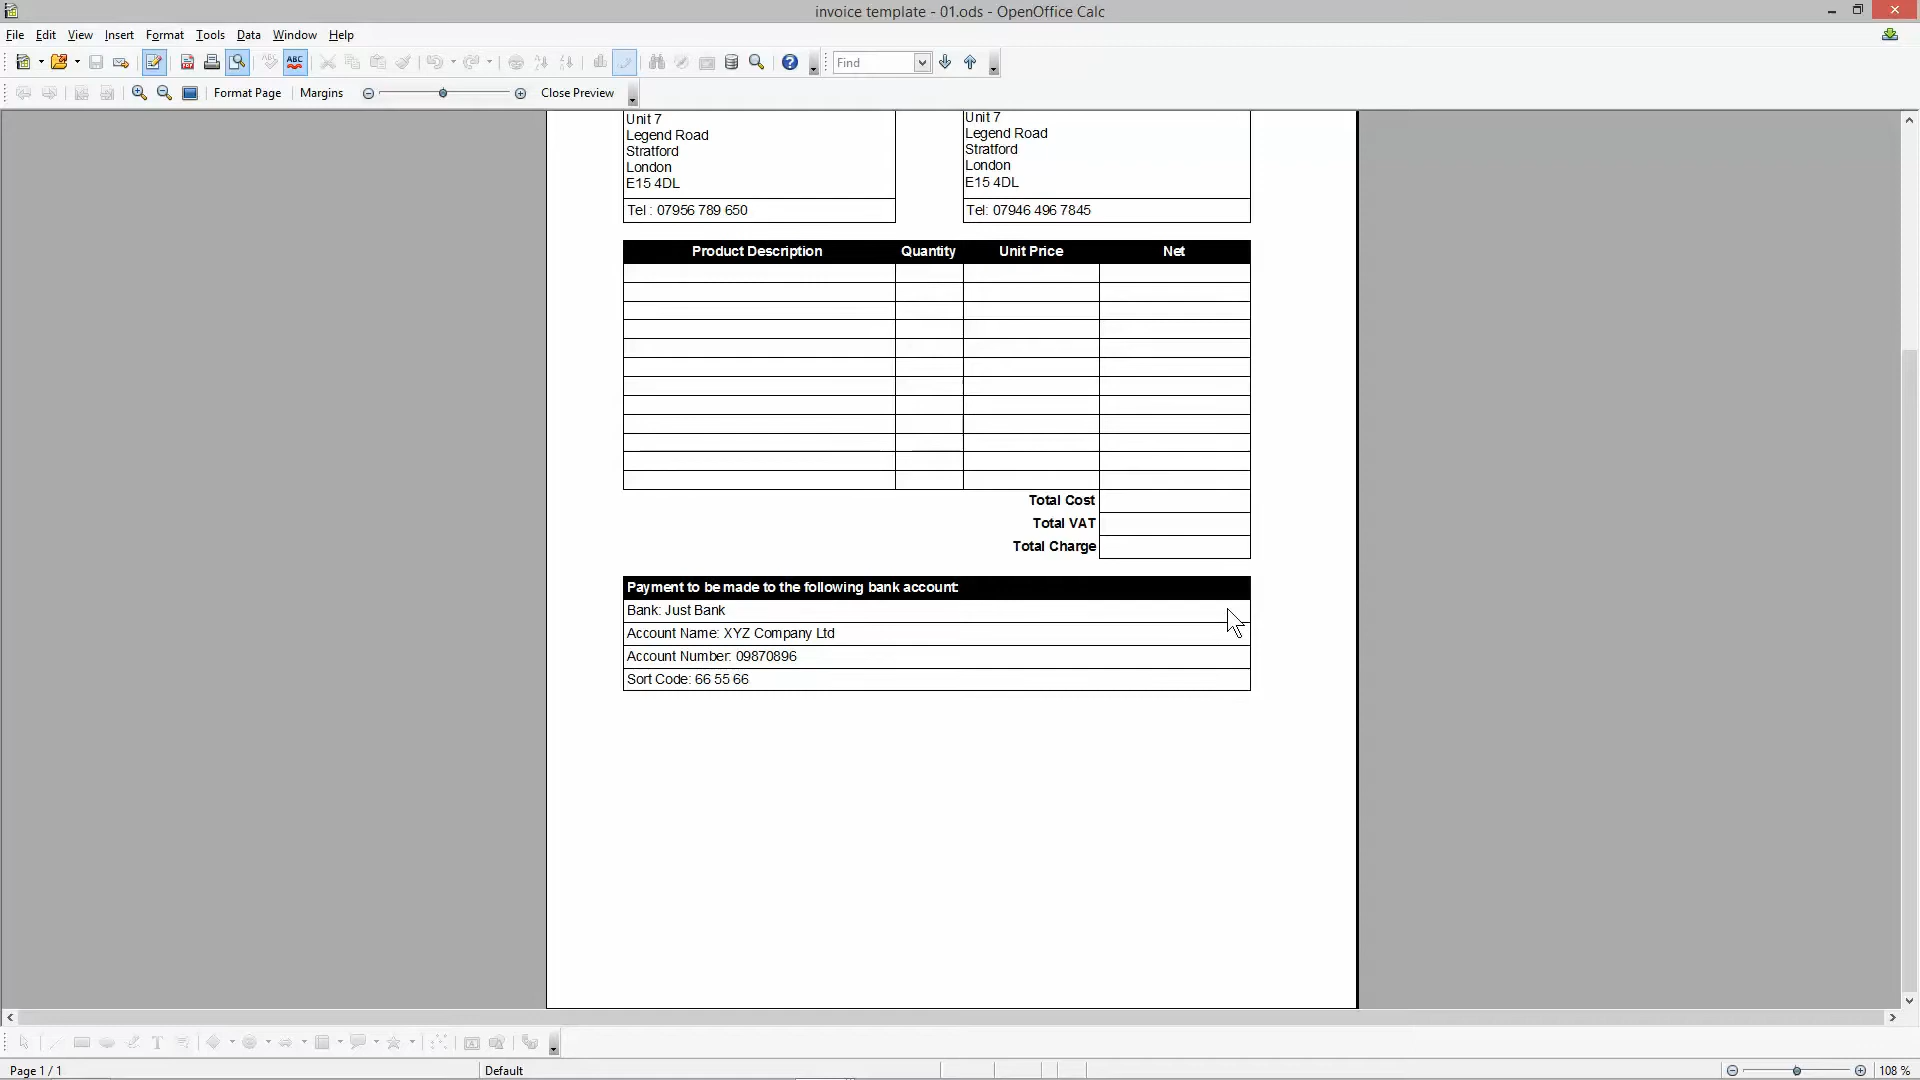 invoice template - 01.ods - OpenOffice Calc
File Edit View Insert Format Tools Data Window Help
ABC
Find
Format Page Margins Close Preview
Unit 7
Legend Road
Stratford
London
E15 4DL
Tel : 07956 789 650
Unit 7
Legend Road
Stratford
London
E15 4DL
Tel: 07946 496 7845
Product Description Quantity Unit Price Net
Total Cost
Total VAT
Total Charge
Payment to be made to the following bank account:
Bank: Just Bank
Account Name: XYZ Company Ltd
Account Number: 09870896
Sort Code: 66 55 66
Page 1 / 1 Default 108 %